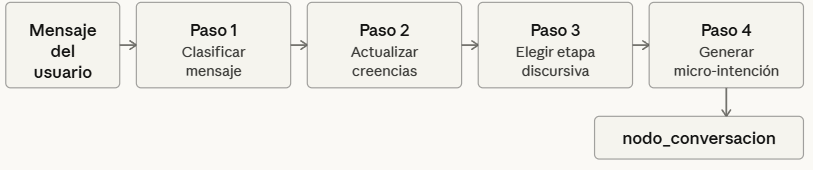 Mensaje
del
usuario
Paso 1
Clasificar
mensaje
Paso 2
Actualizar
creencias
Paso 3
Elegir etapa
discursiva
Paso 4
Generar
micro-intención
nodo_conversacion